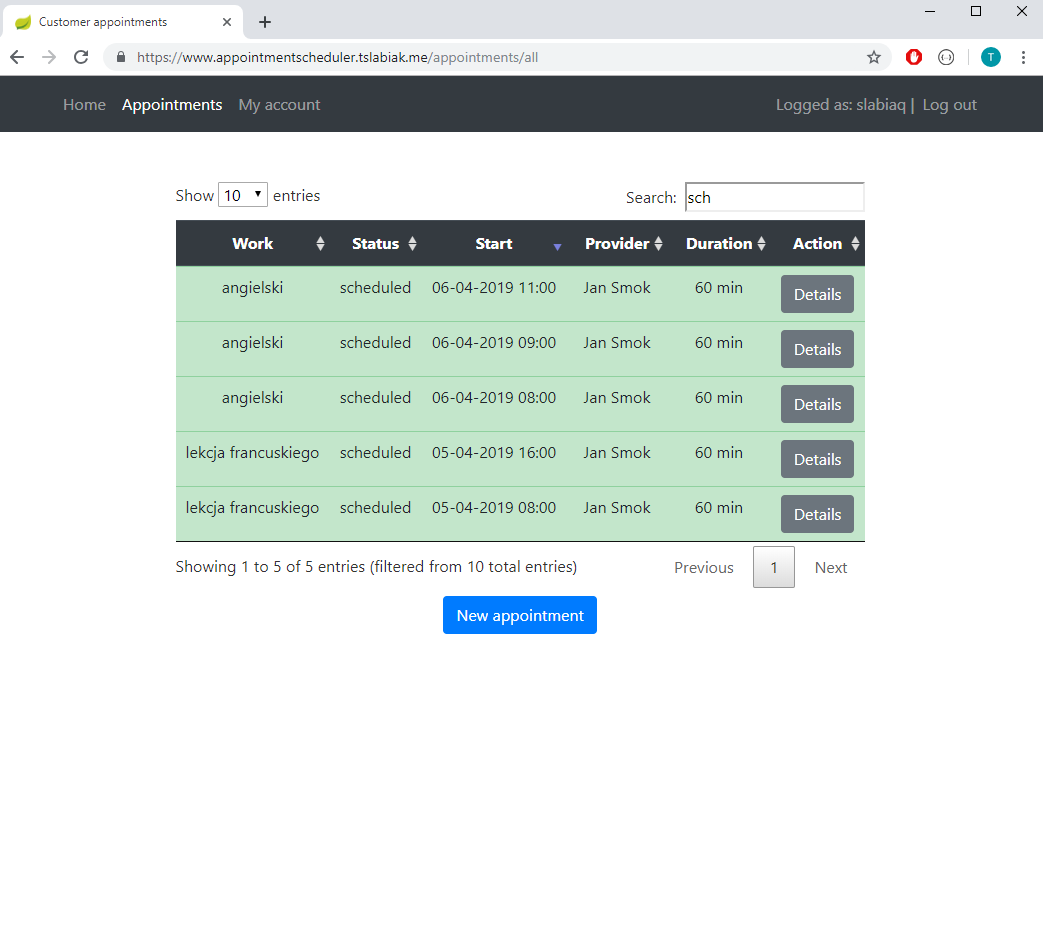 Customer appointments
https://www.appointmentscheduler.tslabiak.me/appointments/all
T
Home Appointments My account Logged as: slabiaq | Log out
Show 10 entries Search: sch
Work Status Start Provider Duration Action
angielski scheduled 06-04-2019 11:00 Jan Smok 60 min Details
angielski scheduled 06-04-2019 09:00 Jan Smok 60 min Details
angielski scheduled 06-04-2019 08:00 Jan Smok 60 min Details
lekcja francuskiego scheduled 05-04-2019 16:00 Jan Smok 60 min Details
lekcja francuskiego scheduled 05-04-2019 08:00 Jan Smok 60 min Details
Showing 1 to 5 of 5 entries (filtered from 10 total entries) Previous 1 Next
New appointment